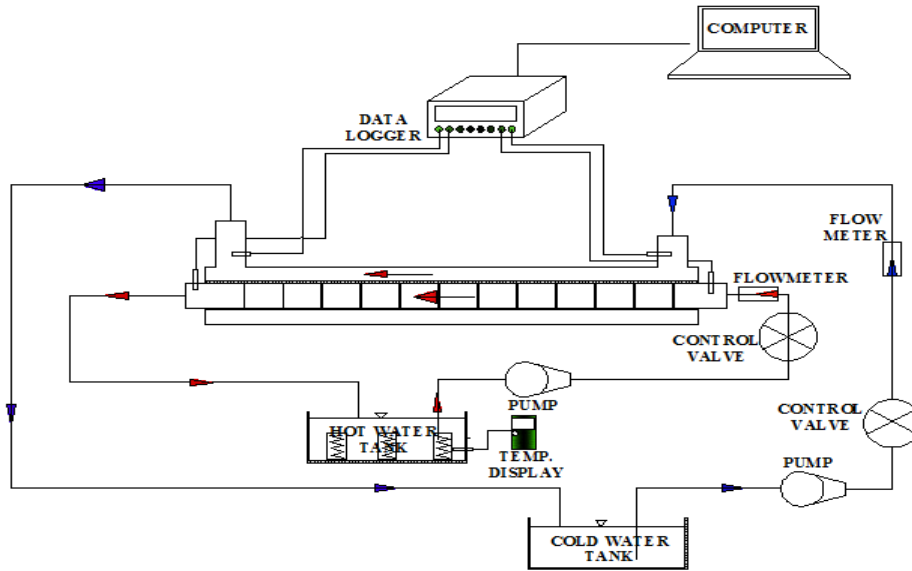 COMPUTER
DATA
LOGGER
FLOW
METER
FLOWMETER
CONTROL
VALVE
PUMP
HOT WATER
TANK
TEMP.
DISPLAY
CONTROL
VALVE
PUMP
COLD WATER
TANK